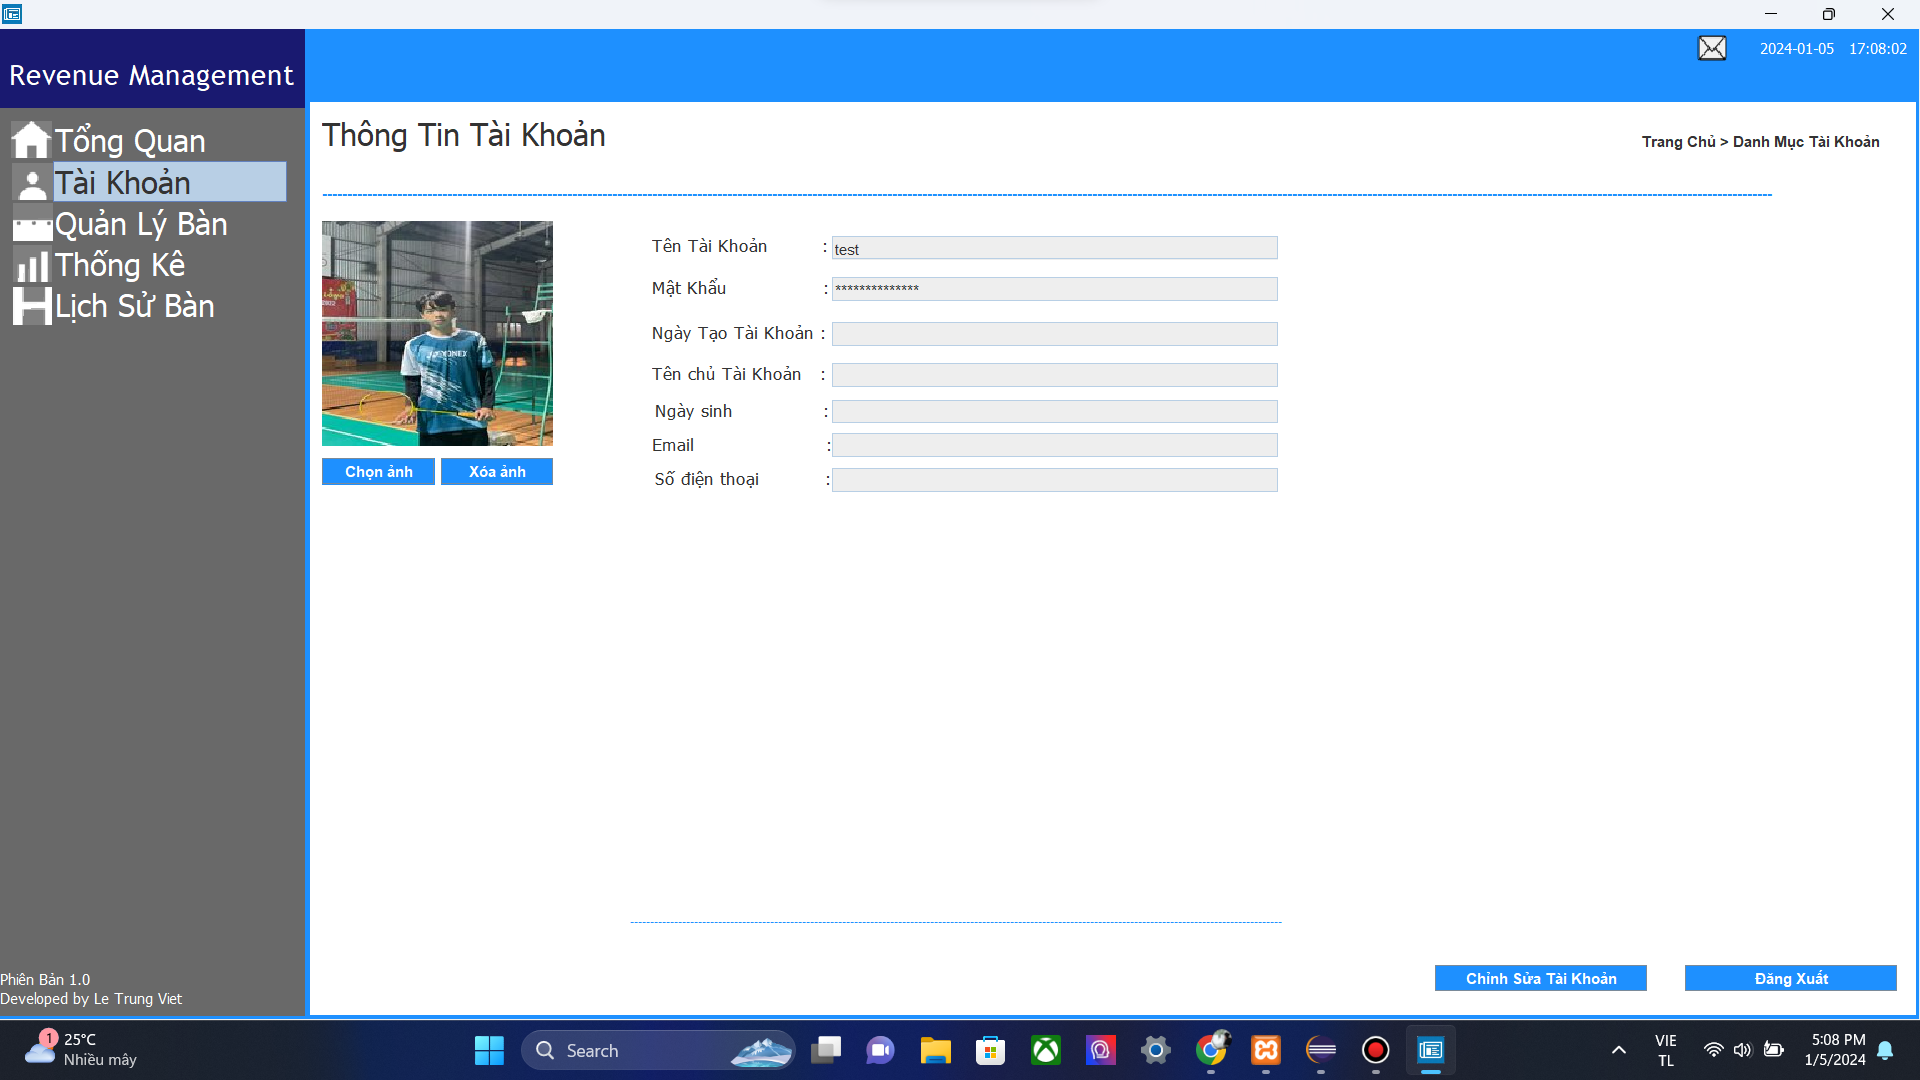 2024-01-05 17:08:02
Revenue Management
Tổng Quan
Tài Khoản
Quản Lý Bàn
Thống Kê
Lịch Sử Bàn
Thông Tin Tài Khoản
Trang Chủ > Danh Mục Tài Khoản
Tên Tài Khoản : test
Mật Khẩu : **************
Ngày Tạo Tài Khoản :
Tên chủ Tài Khoản :
Ngày sinh :
Email :
Số điện thoại :
Chọn ảnh
Xóa ảnh
Chỉnh Sửa Tài Khoản
Đăng Xuất
Phiên Bản 1.0
Developed by Le Trung Viet
1
25°C
Nhiều mây
Search
VIE
TL
5:08 PM
1/5/2024